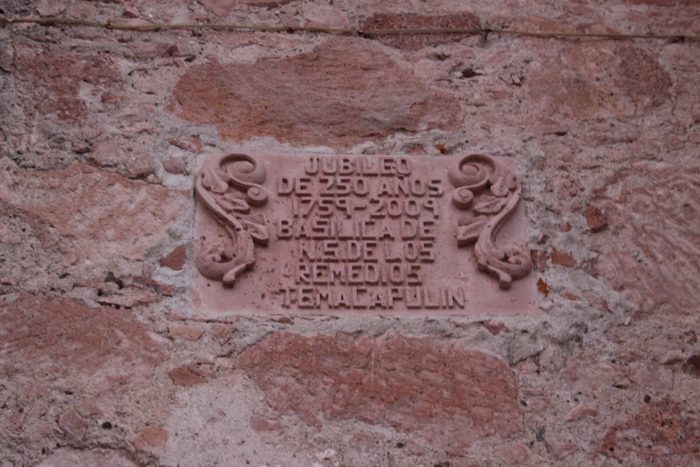 JUBILEO
DE 250 AÑOS
1759-2009
BASILICA DE
N.S. DE LOS
REMEDIOS
TEMACAPULIN